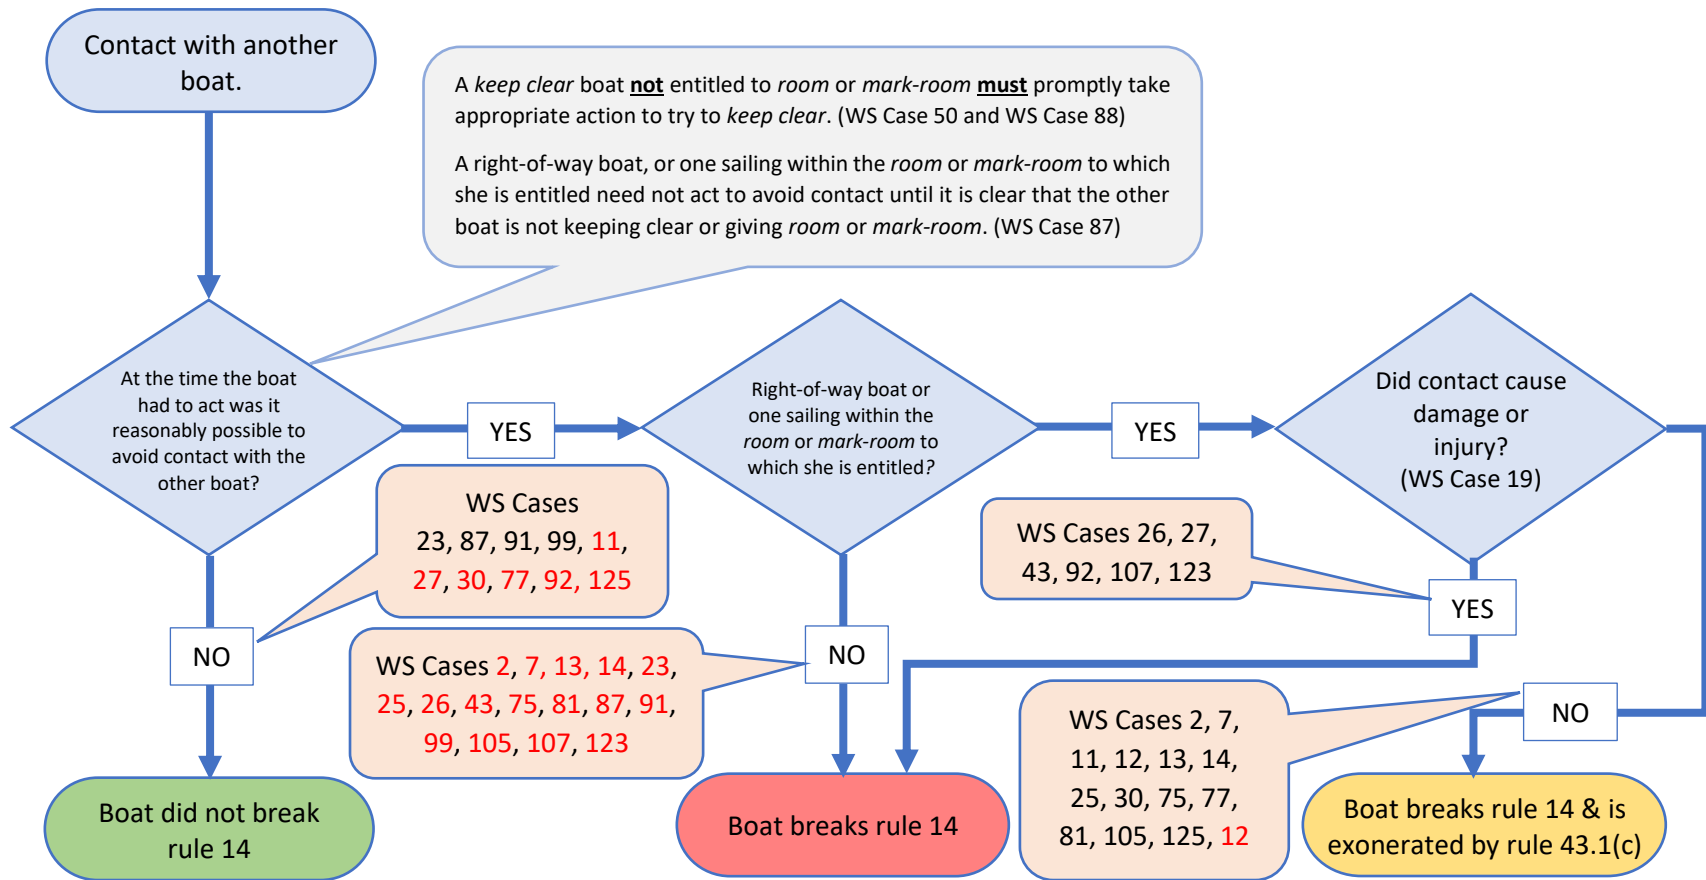 Contact with another
boat.
A keep clear boat not entitled to room or mark-room must promptly take
appropriate action to try to keep clear. (WS Case 50 and WS Case 88)
A right-of-way boat, or one sailing within the room or mark-room to which
she is entitled need not act to avoid contact until it is clear that the other
boat is not keeping clear or giving room or mark-room. (WS Case 87)
At the time the boat
had to act was it
reasonably possible to
avoid contact with the
other boat?
YES
Right-of-way boat or
one sailing within the
room or mark-room to
which she is entitled?
YES
Did contact cause
damage or
injury?
(WS Case 19)
WS Cases
23, 87, 91, 99, 11,
27, 30, 77, 92, 125
NO
WS Cases 2, 7, 13, 14, 23,
25, 26, 43, 75, 81, 87, 91,
99, 105, 107, 123
NO
WS Cases 26, 27,
43, 92, 107, 123
YES
WS Cases 2, 7,
11, 12, 13, 14,
25, 30, 75, 77,
81, 105, 125, 12
NO
Boat did not break
rule 14
Boat breaks rule 14
Boat breaks rule 14 & is
exonerated by rule 43.1(c)